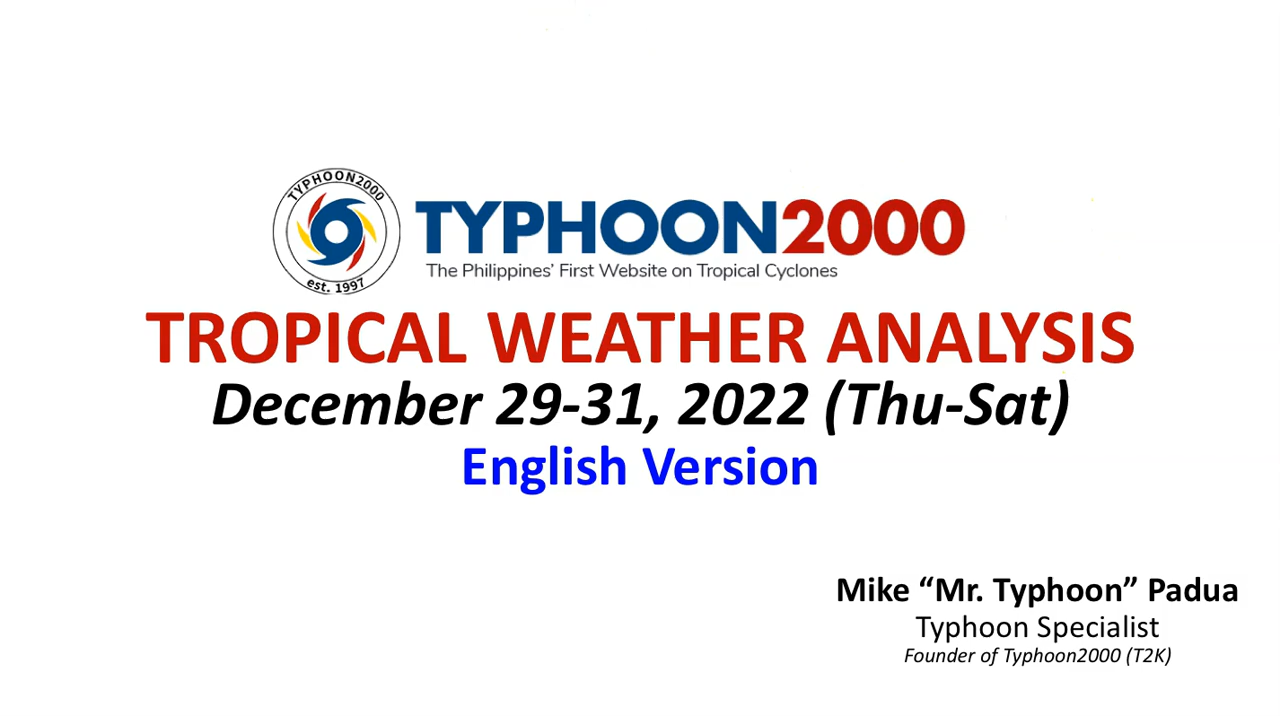 TYPHOON2000
est. 1997
TYPHOON2000
The Philippines' First Website on Tropical Cyclones
TROPICAL WEATHER ANALYSIS
December 29-31, 2022 (Thu-Sat)
English Version
Mike “Mr. Typhoon” Padua
Typhoon Specialist
Founder of Typhoon2000 (T2K)